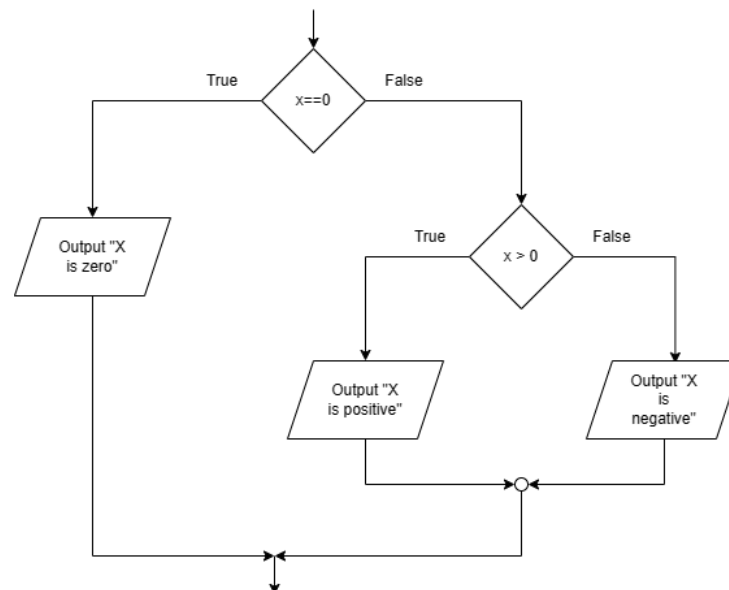 True
False
x==0
Output "X
is zero"
True
False
x > 0
Output "X
is positive"
Output "X
is
negative"